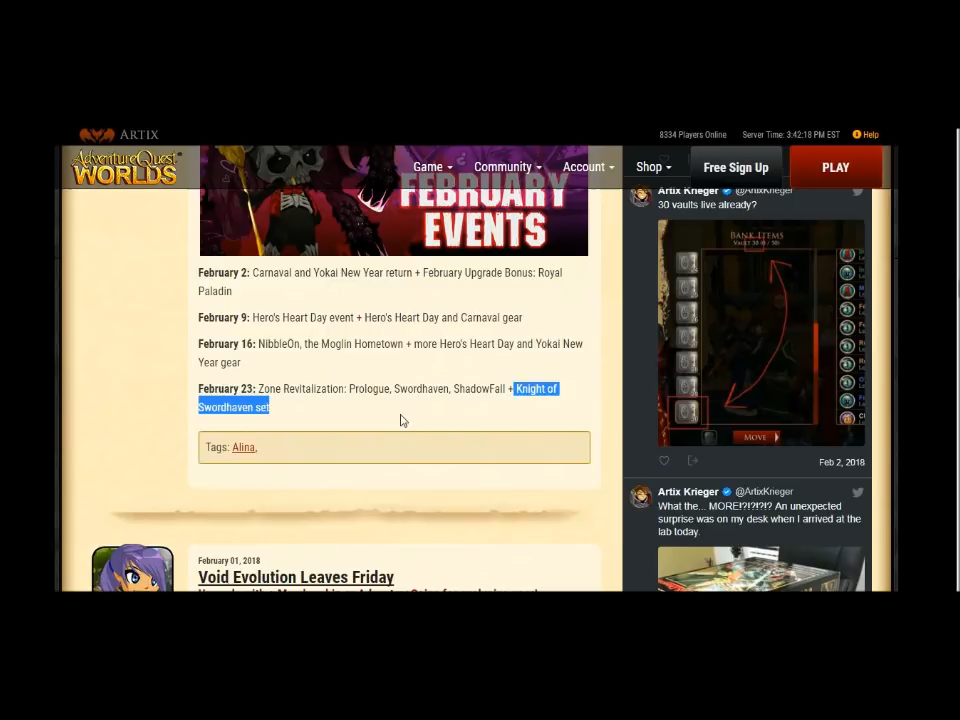 ARTIX
8334 Players Online
Server Time: 3:42:18 PM EST
Help
AdventureQuest
WORLDS
Game
Community
Account
Shop
Free Sign Up
PLAY
FEBRUARY
EVENTS
February 2: Carnaval and Yokai New Year return + February Upgrade Bonus: Royal
Paladin
February 9: Hero's Heart Day event + Hero's Heart Day and Carnaval gear
February 16: NibbleOn, the Moglin Hometown + more Hero's Heart Day and Yokai New
Year gear
February 23: Zone Revitalization: Prologue, Swordhaven, ShadowFall + Knight of
Swordhaven set
Tags: Alina,
February 01, 2018
Void Evolution Leaves Friday
Artix Krieger @ArtixKrieger
30 vaults live already?
BANK ITEMS
MOVE
Feb 2, 2018
Artix Krieger @ArtixKrieger
What the... MORE!?!?!?!? An unexpected
surprise was on my desk when I arrived at the
lab today.